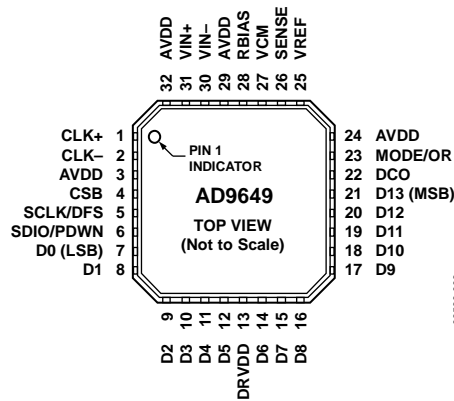 AVDD
VIN+
VIN–
AVDD
RBIAS
VCM
SENSE
VREF
32
31
30
29
28
27
26
25
CLK+ 1
CLK– 2
AVDD 3
CSB 4
SCLK/DFS 5
SDIO/PDWN 6
D0 (LSB) 7
D1 8
PIN 1
INDICATOR
AD9649
TOP VIEW
(Not to Scale)
24 AVDD
23 MODE/OR
22 DCO
21 D13 (MSB)
20 D12
19 D11
18 D10
17 D9
9
10
11
12
13
14
15
16
D2
D3
D4
D5
DRVDD
D6
D7
D8